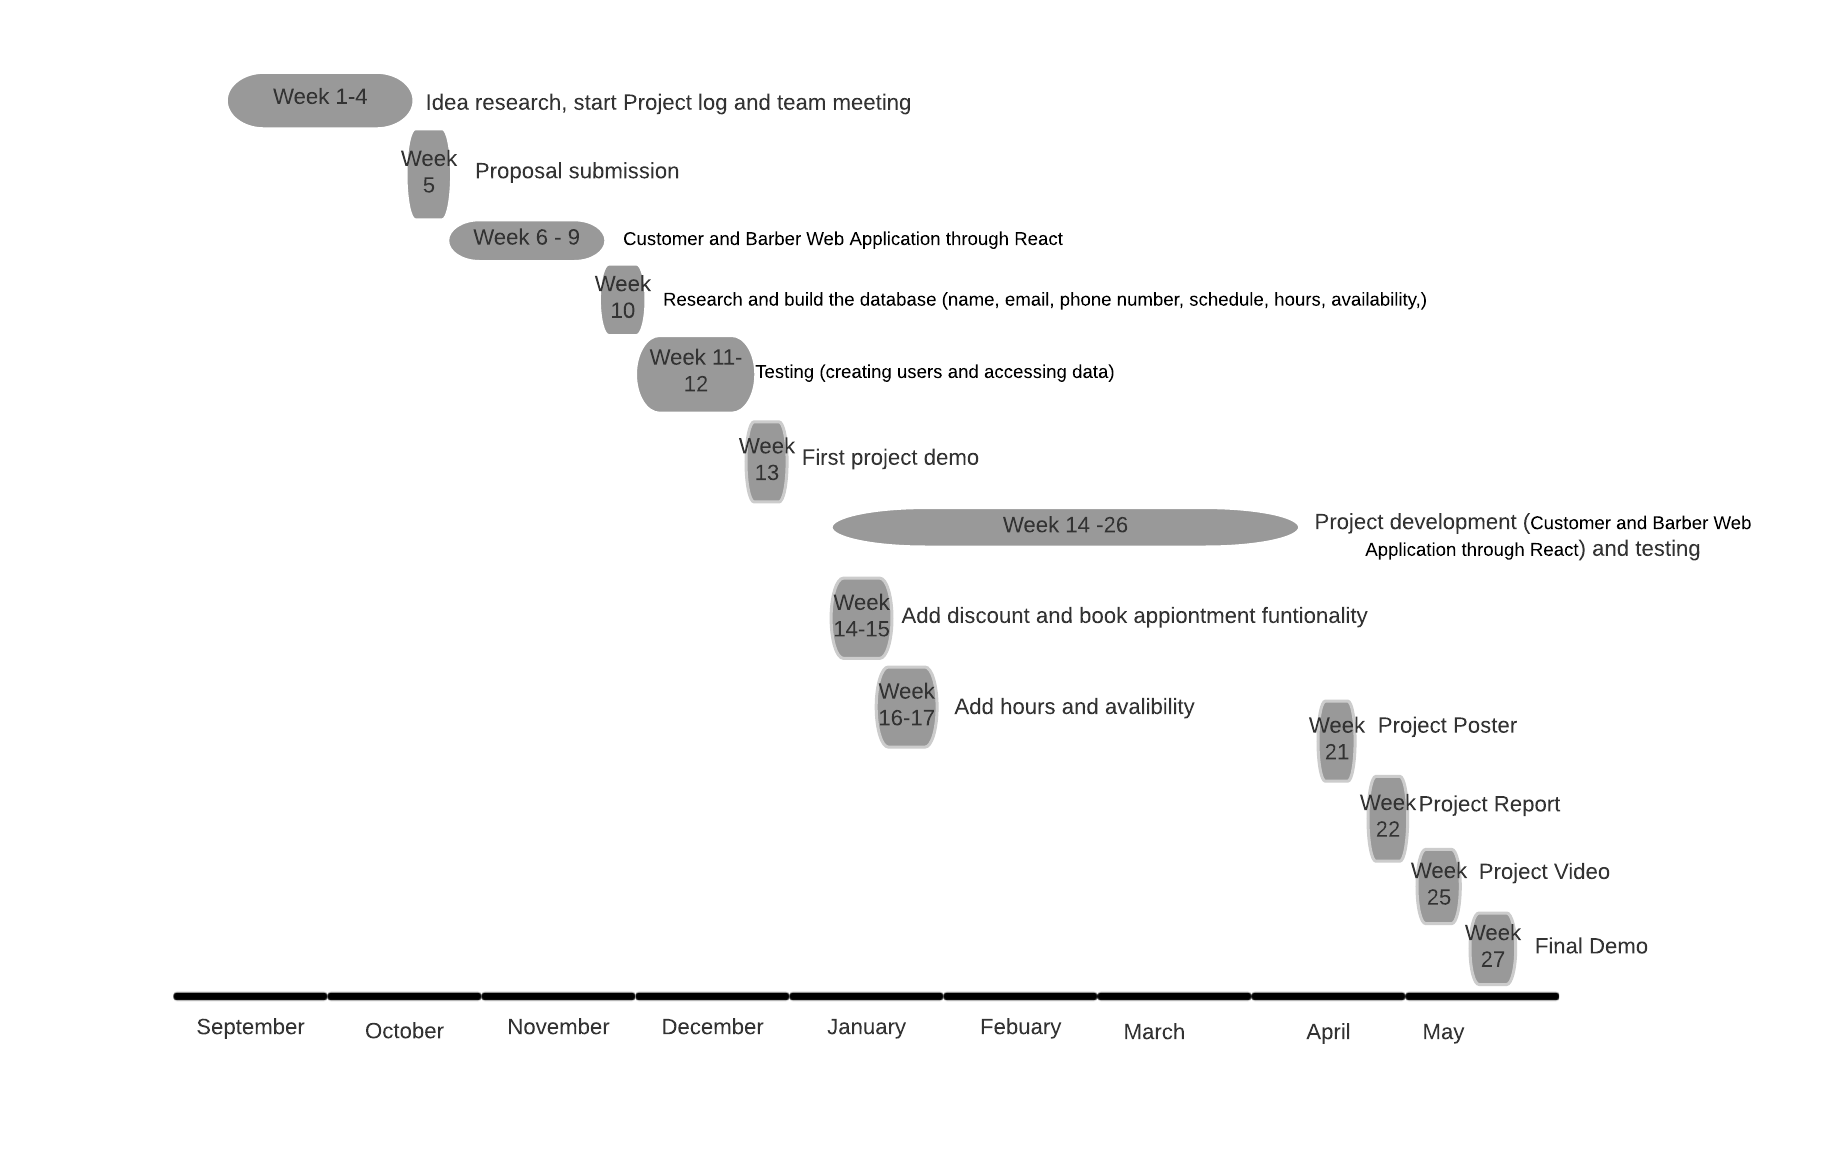 Week 1-4
Idea research, start Project log and team meeting
Week
5
Proposal submission
Week 6 - 9
Customer and Barber Web Application through React
Week
10
Research and build the database (name, email, phone number, schedule, hours, availability,)
Week 11-
12
Testing (creating users and accessing data)
Week
13
First project demo
Week 14 -26
Project development (Customer and Barber Web
Application through React) and testing
Week
14-15
Add discount and book appiontment funtionality
Week
16-17
Add hours and avalibility
Week
21
Project Poster
Week
22
Project Report
Week
25
Project Video
Week
27
Final Demo
September
October
November
December
January
Febuary
March
April
May